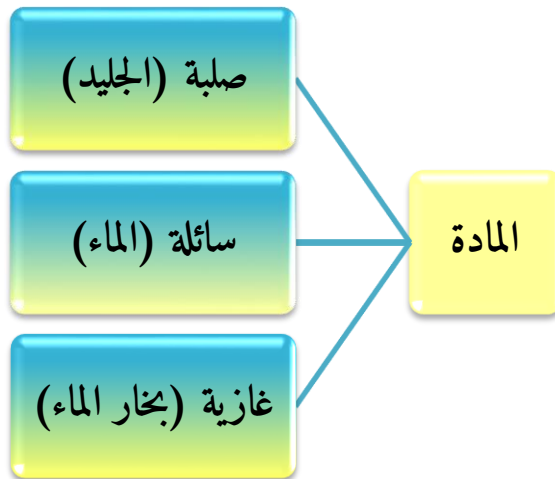 المادة
صلبة (الجليد)
سائلة (الماء)
غازية (بخار الماء)